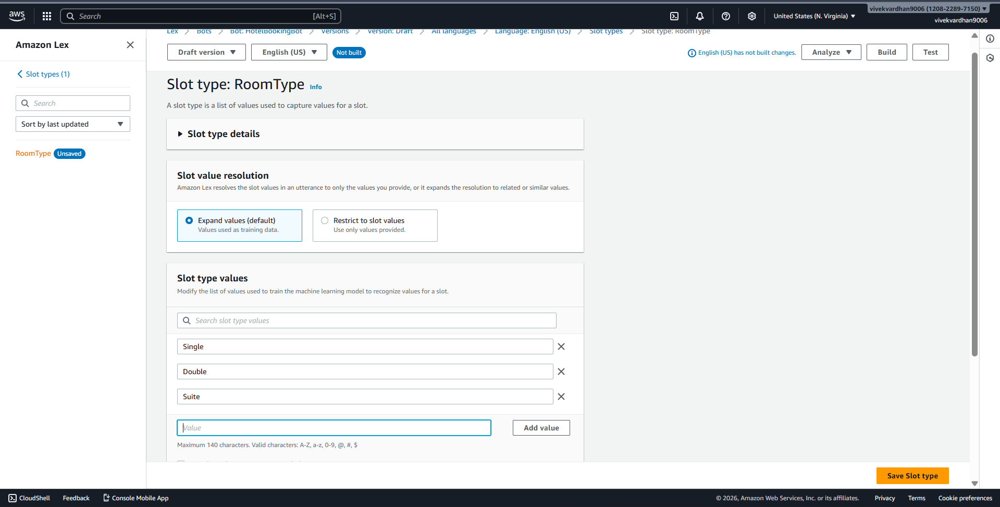 aws
Search [Alt+S]
United States (N. Virginia)
vivekvardhan9006 (1208-2289-7150)
vivekvardhan9006
Amazon Lex
Slot types (1)
Search
Sort by last updated
RoomType Unsaved
Lex Bots Bot: HotelBookingBot Versions Version: Draft All languages Language: English (US) Slot types Slot type: RoomType
Draft version English (US) Not built
English (US) has not built changes. Analyze Build Test
Slot type: RoomType Info
A slot type is a list of values used to capture values for a slot.
Slot type details
Slot value resolution
Amazon Lex resolves the slot values in an utterance to only the values you provide, or it expands the resolution to related or similar values.
Expand values (default)
Values used as training data.
Restrict to slot values
Use only values provided.
Slot type values
Modify the list of values used to train the machine learning model to recognize values for a slot.
Search slot type values
Single
Double
Suite
Value Add value
Maximum 140 characters. Valid characters: A-Z, a-z, 0-9, @, #, $
Save Slot type
CloudShell Feedback Console Mobile App
© 2026, Amazon Web Services, Inc. or its affiliates. Privacy Terms Cookie preferences